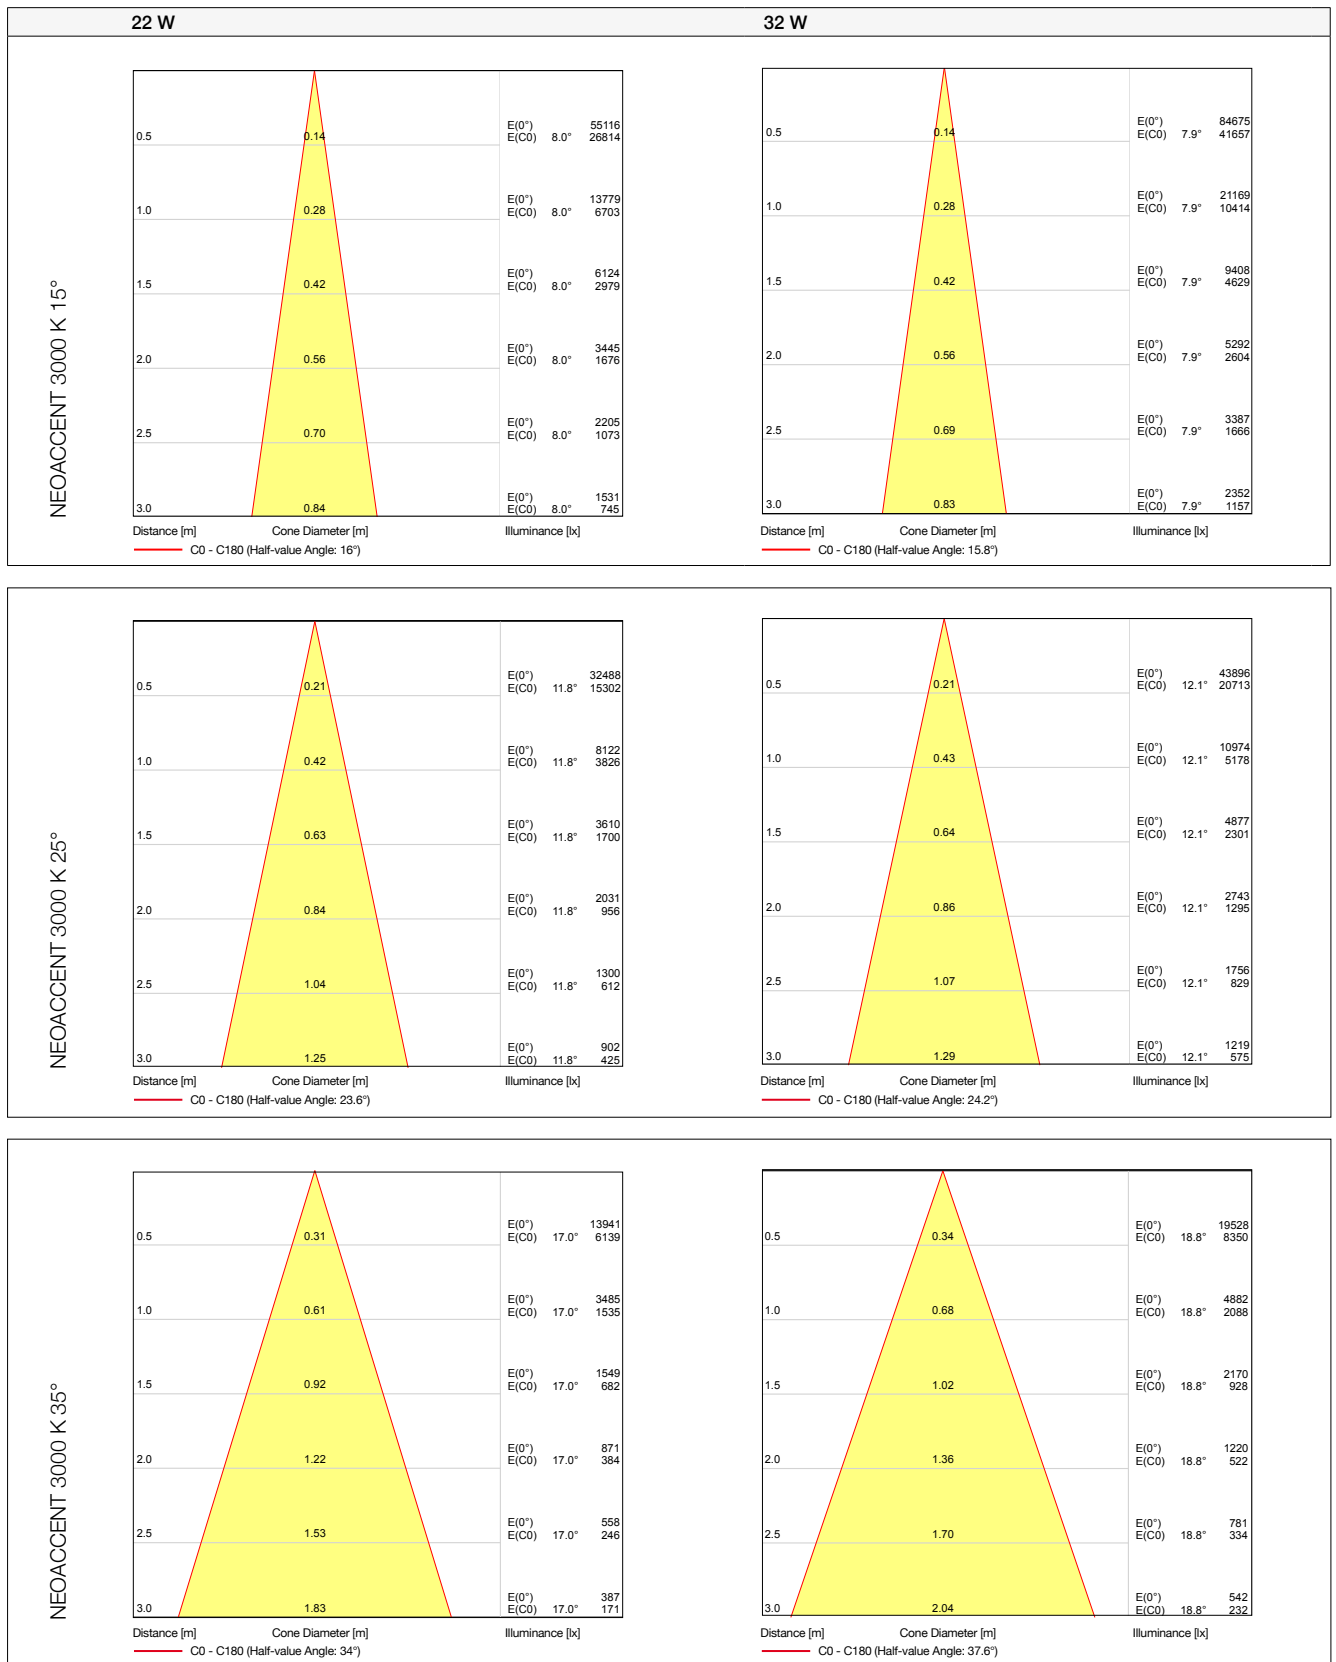 22 W
32 W
NEOACCENT 3000 K 15°
0.5 0.14 E(0°) 55116
E(C0) 8.0° 26814
1.0 0.28 E(0°) 13779
E(C0) 8.0° 6703
1.5 0.42 E(0°) 6124
E(C0) 8.0° 2979
2.0 0.56 E(0°) 3445
E(C0) 8.0° 1676
2.5 0.70 E(0°) 2205
E(C0) 8.0° 1073
3.0 0.84 E(0°) 1531
E(C0) 8.0° 745
Distance [m] Cone Diameter [m] Illuminance [lx]
C0 - C180 (Half-value Angle: 16°)
0.5 0.14 E(0°) 84675
E(C0) 7.9° 41657
1.0 0.28 E(0°) 21169
E(C0) 7.9° 10414
1.5 0.42 E(0°) 9408
E(C0) 7.9° 4629
2.0 0.56 E(0°) 5292
E(C0) 7.9° 2604
2.5 0.69 E(0°) 3387
E(C0) 7.9° 1666
3.0 0.83 E(0°) 2352
E(C0) 7.9° 1157
Distance [m] Cone Diameter [m] Illuminance [lx]
C0 - C180 (Half-value Angle: 15.8°)
NEOACCENT 3000 K 25°
0.5 0.21 E(0°) 32488
E(C0) 11.8° 15302
1.0 0.42 E(0°) 8122
E(C0) 11.8° 3826
1.5 0.63 E(0°) 3610
E(C0) 11.8° 1700
2.0 0.84 E(0°) 2031
E(C0) 11.8° 956
2.5 1.04 E(0°) 1300
E(C0) 11.8° 612
3.0 1.25 E(0°) 902
E(C0) 11.8° 425
Distance [m] Cone Diameter [m] Illuminance [lx]
C0 - C180 (Half-value Angle: 23.6°)
0.5 0.21 E(0°) 43896
E(C0) 12.1° 20713
1.0 0.43 E(0°) 10974
E(C0) 12.1° 5178
1.5 0.64 E(0°) 4877
E(C0) 12.1° 2301
2.0 0.86 E(0°) 2743
E(C0) 12.1° 1295
2.5 1.07 E(0°) 1756
E(C0) 12.1° 829
3.0 1.29 E(0°) 1219
E(C0) 12.1° 575
Distance [m] Cone Diameter [m] Illuminance [lx]
C0 - C180 (Half-value Angle: 24.2°)
NEOACCENT 3000 K 35°
0.5 0.31 E(0°) 13941
E(C0) 17.0° 6139
1.0 0.61 E(0°) 3485
E(C0) 17.0° 1535
1.5 0.92 E(0°) 1549
E(C0) 17.0° 682
2.0 1.22 E(0°) 871
E(C0) 17.0° 384
2.5 1.53 E(0°) 558
E(C0) 17.0° 246
3.0 1.83 E(0°) 387
E(C0) 17.0° 171
Distance [m] Cone Diameter [m] Illuminance [lx]
C0 - C180 (Half-value Angle: 34°)
0.5 0.34 E(0°) 19528
E(C0) 18.8° 8350
1.0 0.68 E(0°) 4882
E(C0) 18.8° 2088
1.5 1.02 E(0°) 2170
E(C0) 18.8° 928
2.0 1.36 E(0°) 1220
E(C0) 18.8° 522
2.5 1.70 E(0°) 781
E(C0) 18.8° 334
3.0 2.04 E(0°) 542
E(C0) 18.8° 232
Distance [m] Cone Diameter [m] Illuminance [lx]
C0 - C180 (Half-value Angle: 37.6°)